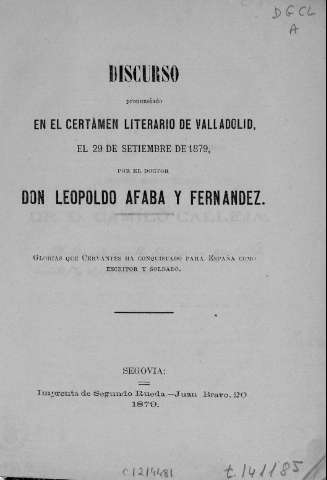 DGCL
A
DISCURSO
pronunciado
EN EL CERTÁMEN LITERARIO DE VALLADOLID,
EL 29 DE SETIEMBRE DE 1879,
POR EL DOCTOR
DON LEOPOLDO AFABA Y FERNANDEZ.
GLORIAS QUE CERVANTES HA CONQUISTADO PARA ESPAÑA COMO
ESCRITOR Y SOLDADO.
SEGOVIA:
Imprenta de Segundo Rueda—Juan Bravo, 20
1879.
t. 141185